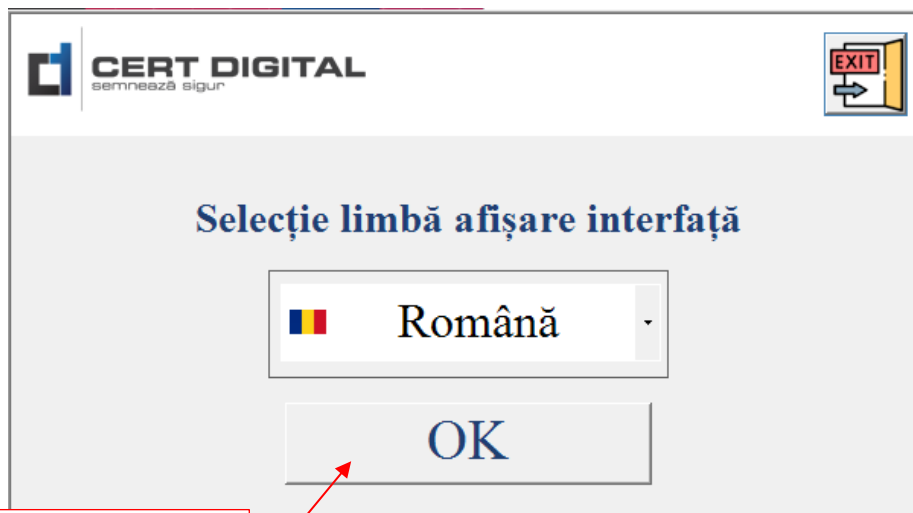 CERT DIGITAL
semnează sigur
EXIT
Selecție limbă afișare interfață
Română
OK